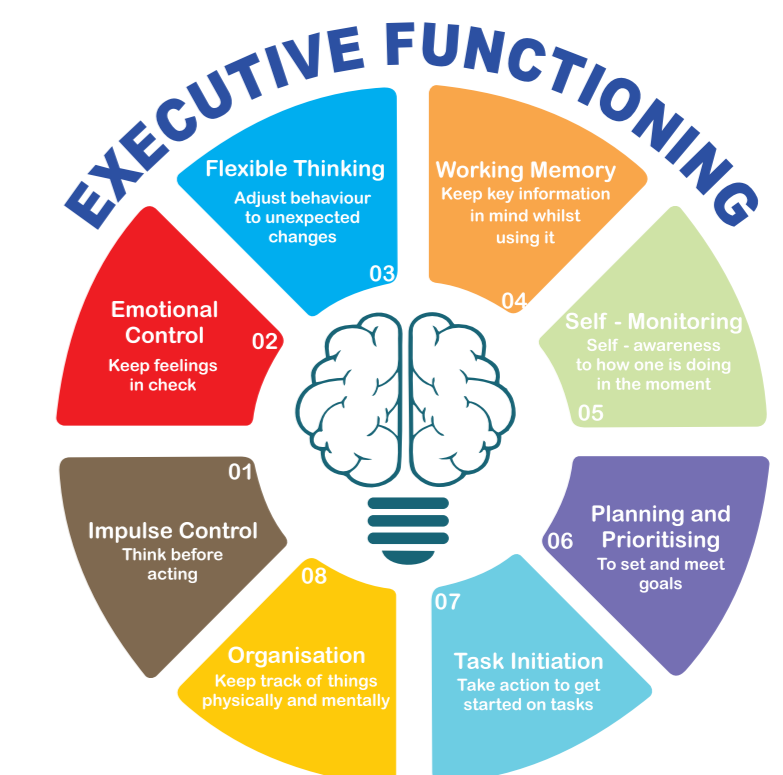 EXECUTIVE FUNCTIONING
01
Impulse Control
Think before
acting
02
Emotional
Control
Keep feelings
in check
03
Flexible Thinking
Adjust behaviour
to unexpected
changes
04
Working Memory
Keep key information
in mind whilst
using it
05
Self - Monitoring
Self - awareness
to how one is doing
in the moment
06
Planning and
Prioritising
To set and meet
goals
07
Task Initiation
Take action to get
started on tasks
08
Organisation
Keep track of things
physically and mentally